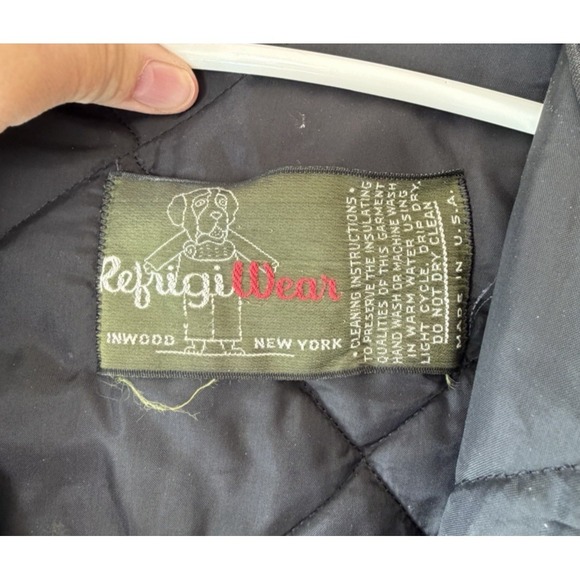 RefrigiWear
INWOOD NEW YORK
• CLEANING INSTRUCTIONS •
TO PRESERVE THE INSULATING
QUALITIES OF THIS GARMENT
HAND WASH OR MACHINE WASH
IN WARM WATER USING
LIGHT CYCLE. DRIP DRY.
DO NOT DRY CLEAN
MADE IN U.S.A.